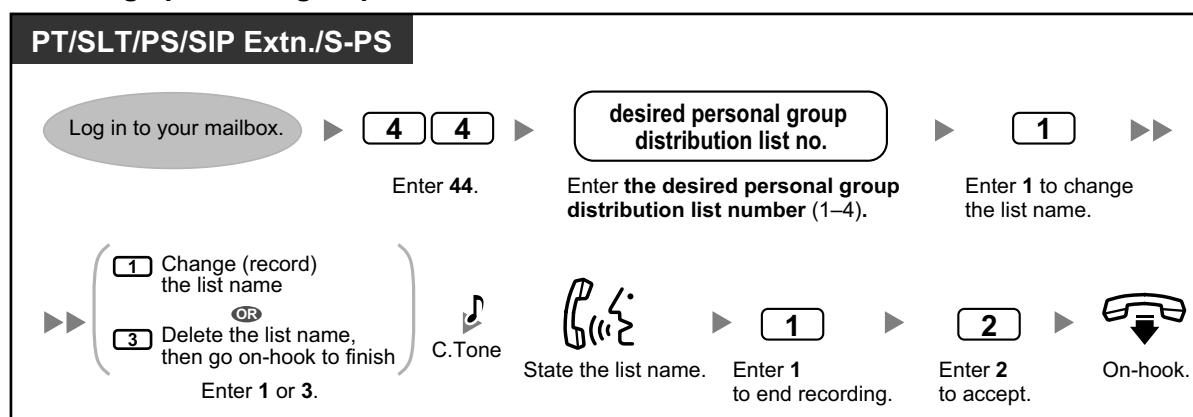 PT/SLT/PS/SIP Extn./S-PS
Log in to your mailbox.
4 4
Enter 44.
desired personal group
distribution list no.
Enter the desired personal group
distribution list number (1–4).
1
Enter 1 to change
the list name.
1 Change (record)
the list name
OR
3 Delete the list name,
then go on-hook to finish
Enter 1 or 3.
C.Tone
State the list name.
1
Enter 1
to end recording.
2
Enter 2
to accept.
On-hook.